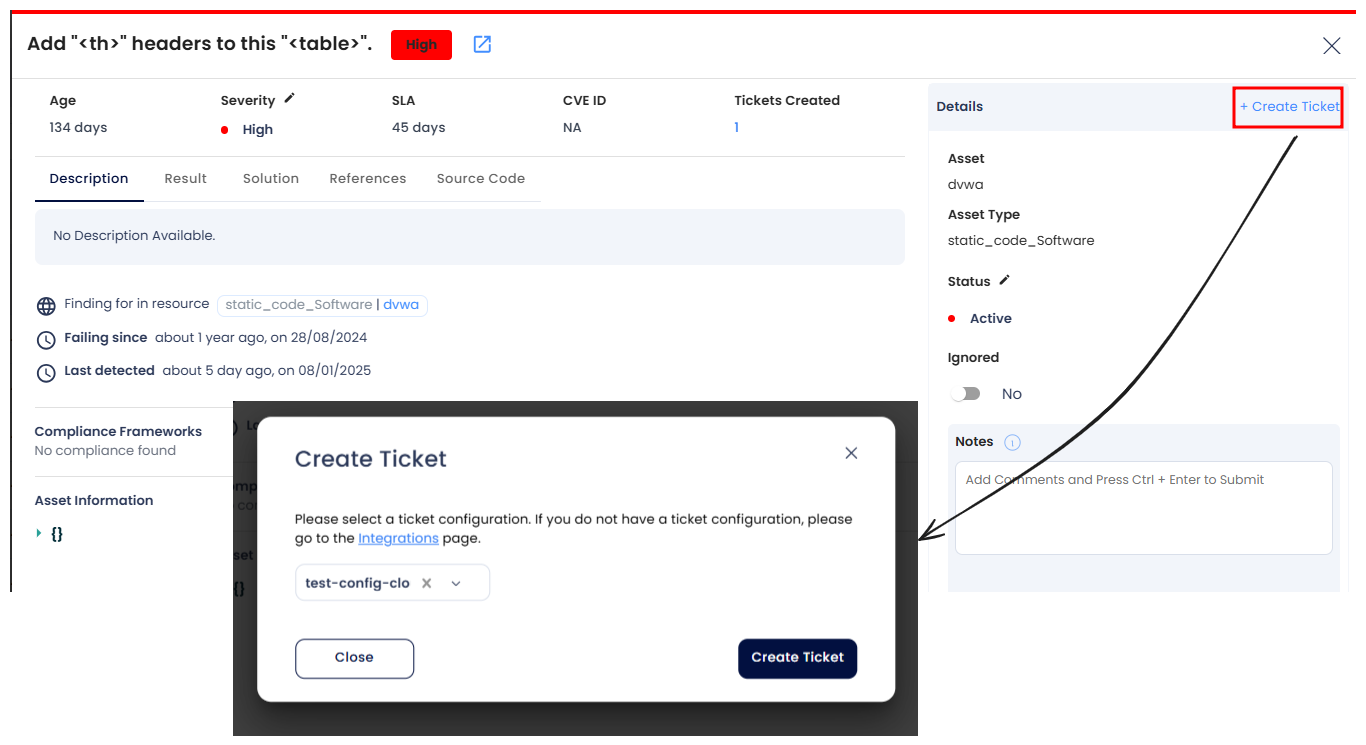 Add "<th>" headers to this "<table>". High
Age Severity SLA CVE ID Tickets Created
134 days High 45 days NA 1
Description Result Solution References Source Code
No Description Available.
Finding for in resource static_code_Software | dvwa
Failing since about 1 year ago, on 28/08/2024
Last detected about 5 day ago, on 08/01/2025
Compliance Frameworks
No compliance found
Asset Information
{}
Details + Create Ticket
Asset
dvwa
Asset Type
static_code_Software
Status
Active
Ignored
No
Notes
Add Comments and Press Ctrl + Enter to Submit
Create Ticket
Please select a ticket configuration. If you do not have a ticket configuration, please
go to the Integrations page.
test-config-clo
Close Create Ticket